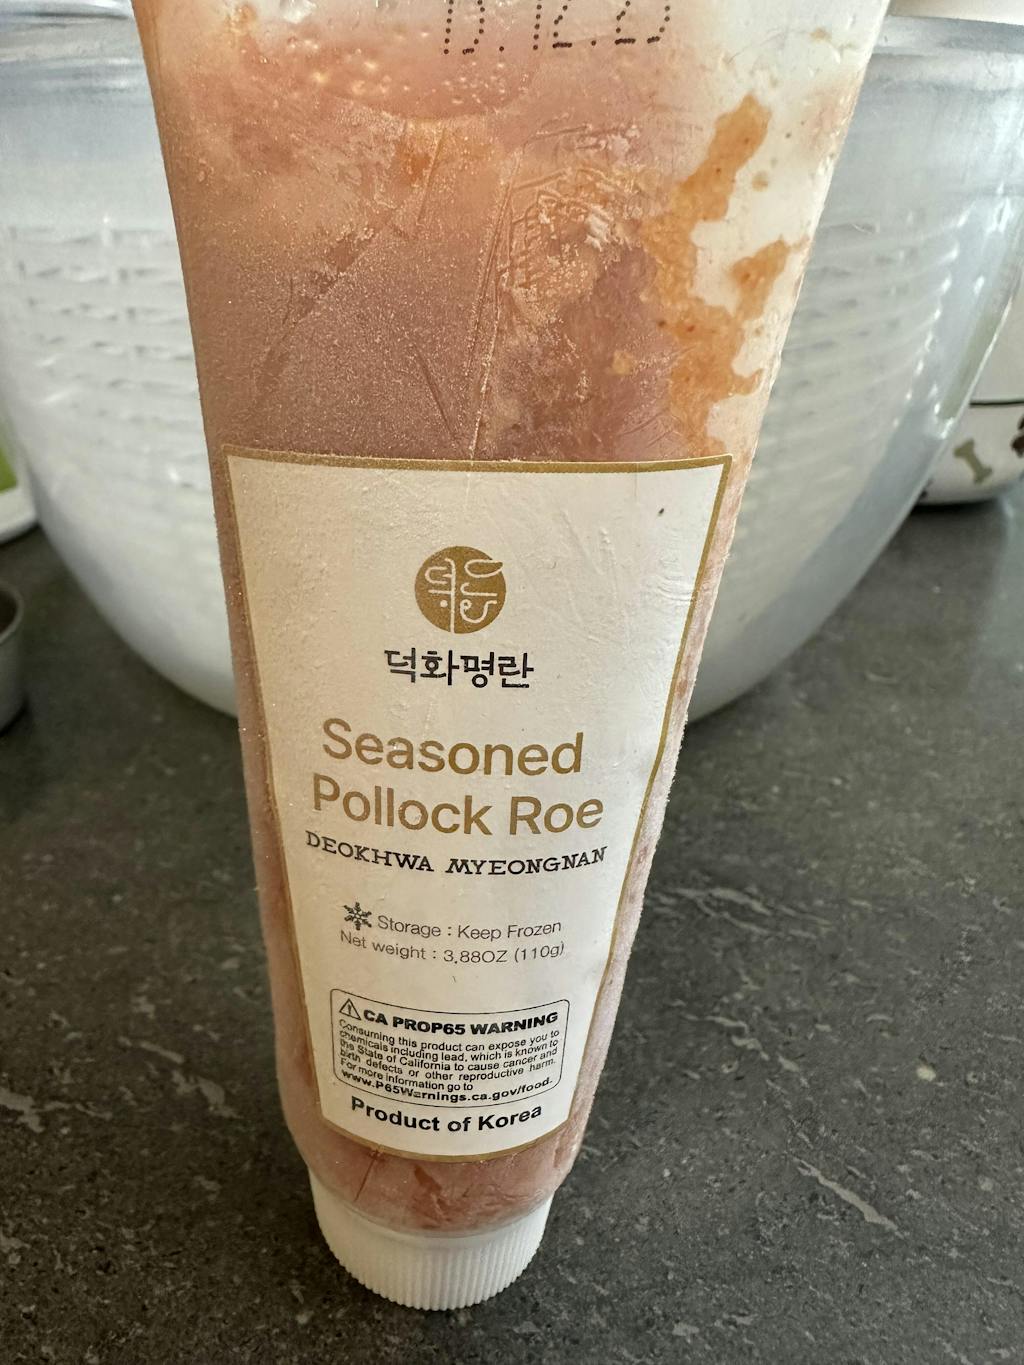 덕화명란
Seasoned
Pollock Roe
DEOKHWA MYEONGNAN
Storage : Keep Frozen
Net weight : 3.88OZ (110g)
CA PROP65 WARNING
Consuming this product can expose you to
chemicals including lead, which is known to
the State of California to cause cancer and
birth defects or other reproductive harm.
For more information go to
www.P65Warnings.ca.gov/food.
Product of Korea